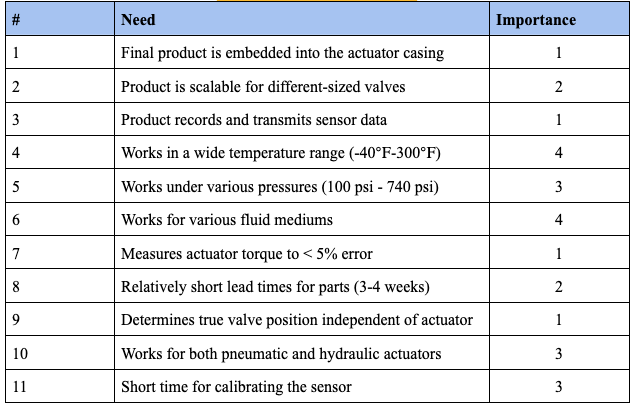 # Need Importance
1 Final product is embedded into the actuator casing 1
2 Product is scalable for different-sized valves 2
3 Product records and transmits sensor data 1
4 Works in a wide temperature range (-40°F-300°F) 4
5 Works under various pressures (100 psi - 740 psi) 3
6 Works for various fluid mediums 4
7 Measures actuator torque to < 5% error 1
8 Relatively short lead times for parts (3-4 weeks) 2
9 Determines true valve position independent of actuator 1
10 Works for both pneumatic and hydraulic actuators 3
11 Short time for calibrating the sensor 3